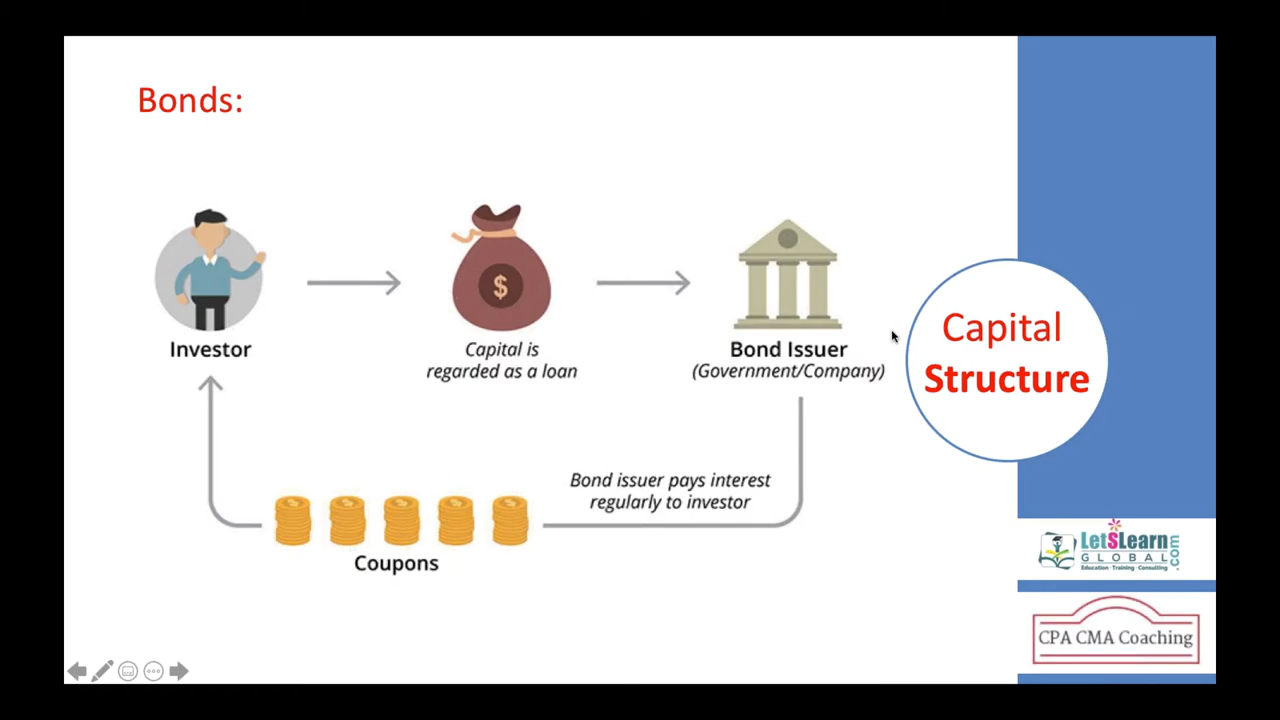 Bonds:
Investor
Capital is
regarded as a loan
Bond Issuer
(Government/Company)
Capital
Structure
Bond issuer pays interest
regularly to investor
Coupons
LetSLearn
GLOBAL.com
Education • Training • Consulting
CPA CMA Coaching